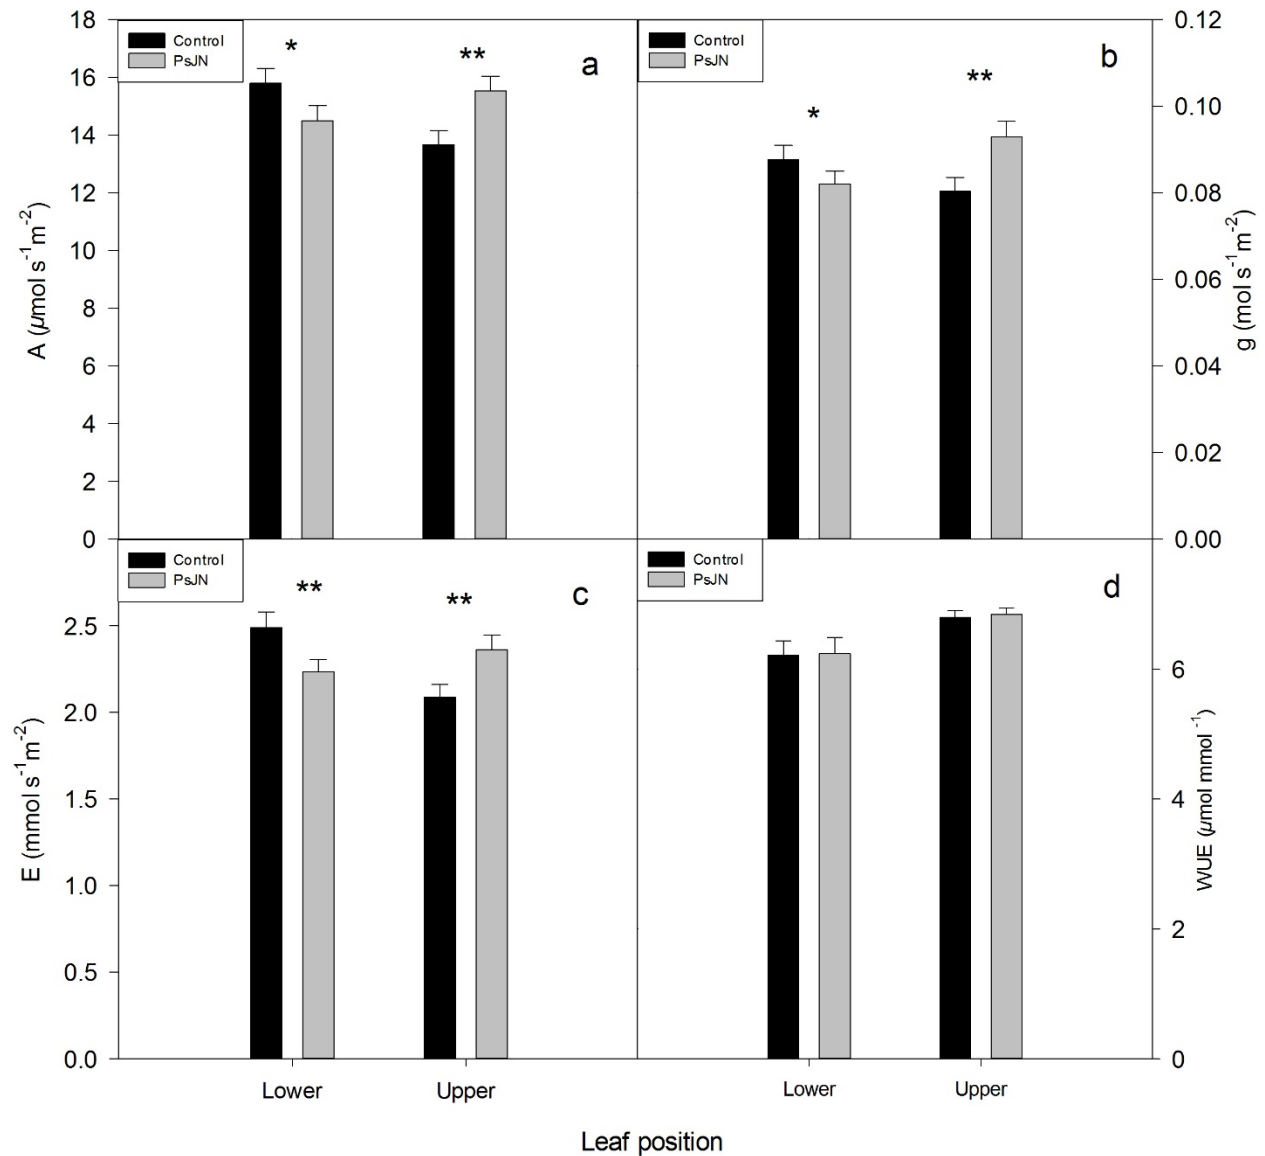 Control
PsJN
*
**
a
18
16
14
12
10
8
6
4
2
0
A (µmol s⁻¹m⁻²)
Control
PsJN
*
**
b
0.12
0.10
0.08
0.06
0.04
0.02
0.00
g (mol s⁻¹m⁻²)
Control
PsJN
**
**
c
2.5
2.0
1.5
1.0
0.5
0.0
E (mmol s⁻¹m⁻²)
Lower
Upper
Control
PsJN
d
6
4
2
0
WUE (µmol mmol ⁻¹)
Lower
Upper
Leaf position